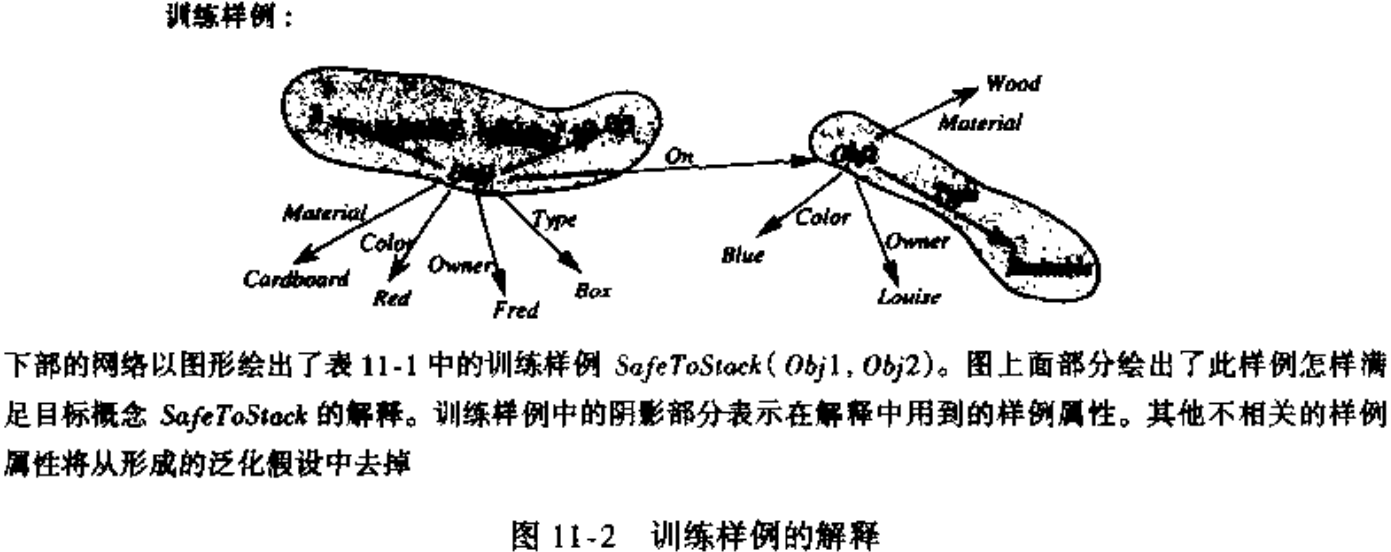 训练样例：
Wood
Material
On
Obj2
Material
Type
Color
Color
Owner
Owner
Blue
Cardboard
Red
Box
Louise
Fred
下部的网络以图形绘出了表 11-1 中的训练样例 SafeToStack( Obj1, Obj2)。图上面部分绘出了此样例怎样满
足目标概念 SafeToStack 的解释。训练样例中的阴影部分表示在解释中用到的样例属性。其他不相关的样例
属性将从形成的泛化假设中去掉
图 11-2 训练样例的解释